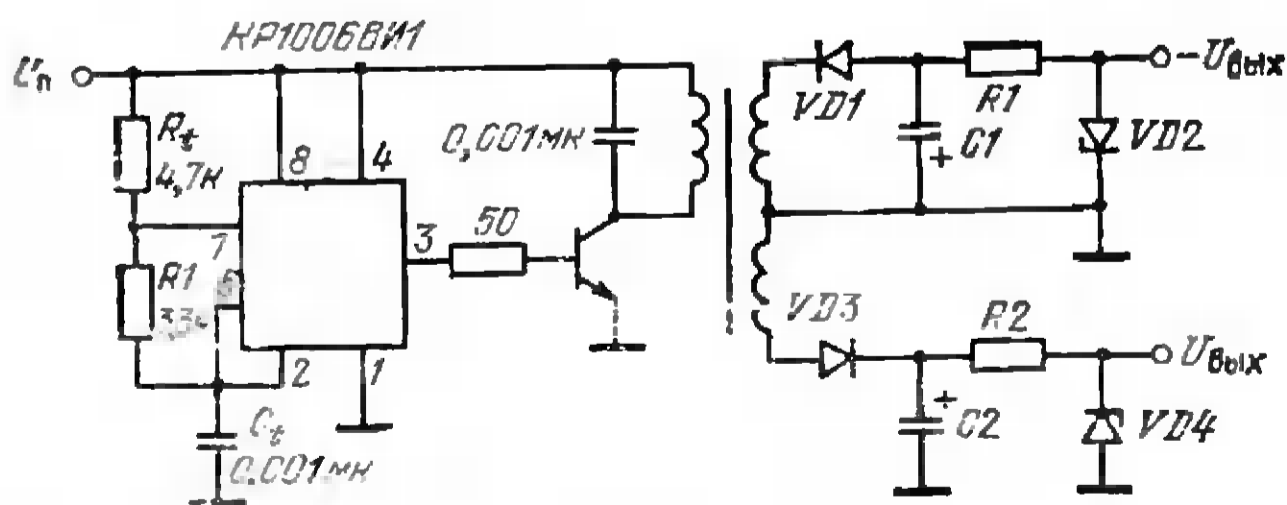 КР1006ВИ1
Uп
Rt
4,7к
8
4
0,001мк
VD1
R1
-Uвых
C1
+
VD2
7
R1
6
3
50
2
1
Ct
0.001мк
VD3
R2
Uвых
+
C2
VD4